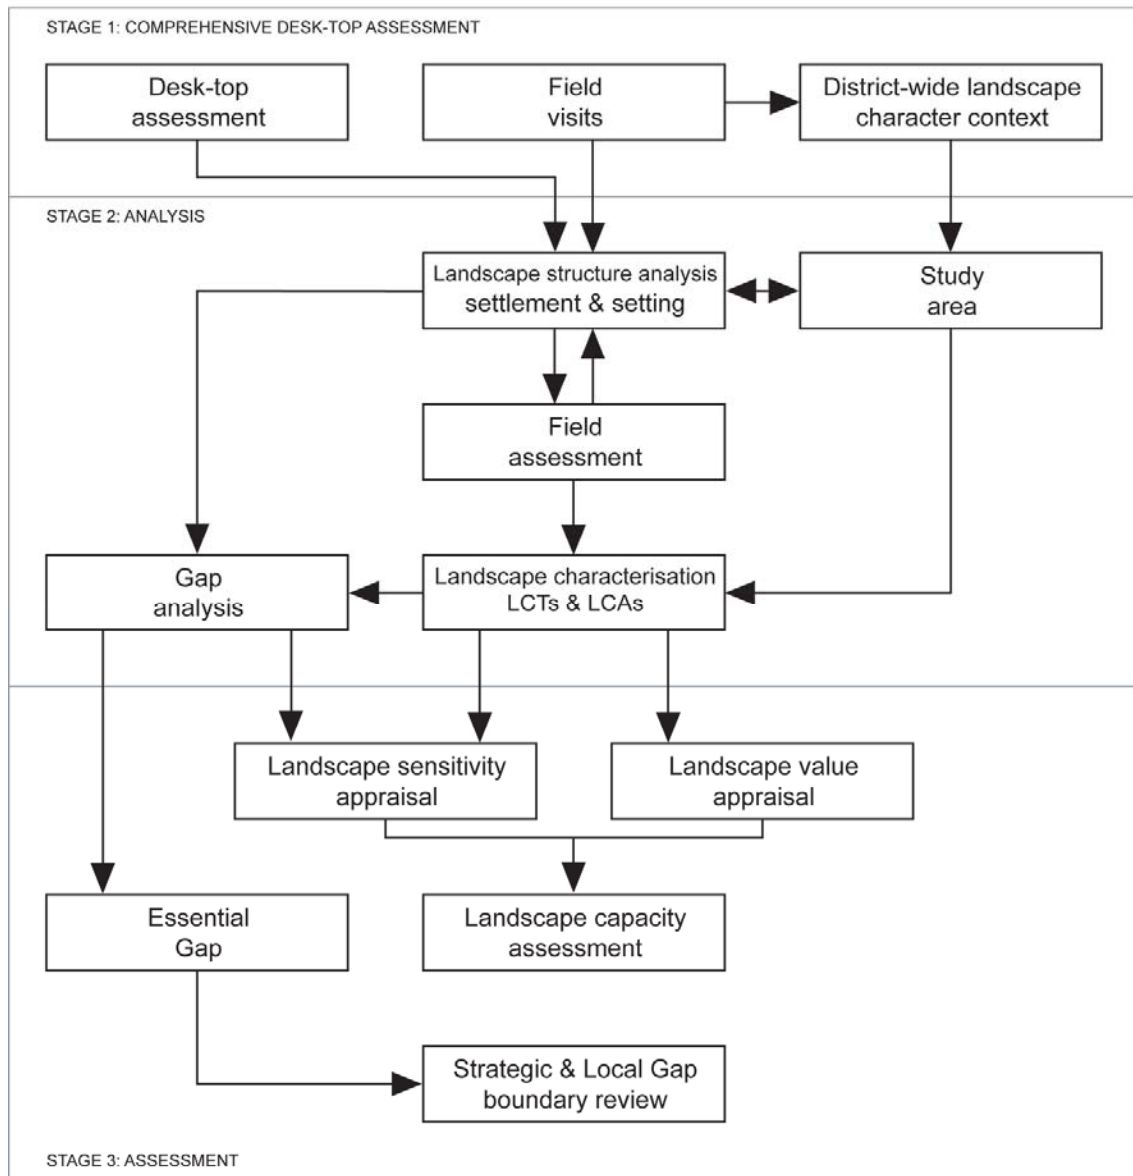 STAGE 1: COMPREHENSIVE DESK-TOP ASSESSMENT
Desk-top
assessment
Field
visits
District-wide landscape
character context
STAGE 2: ANALYSIS
Landscape structure analysis
settlement & setting
Study
area
Field
assessment
Gap
analysis
Landscape characterisation
LCTs & LCAs
Landscape sensitivity
appraisal
Landscape value
appraisal
Essential
Gap
Landscape capacity
assessment
Strategic & Local Gap
boundary review
STAGE 3: ASSESSMENT